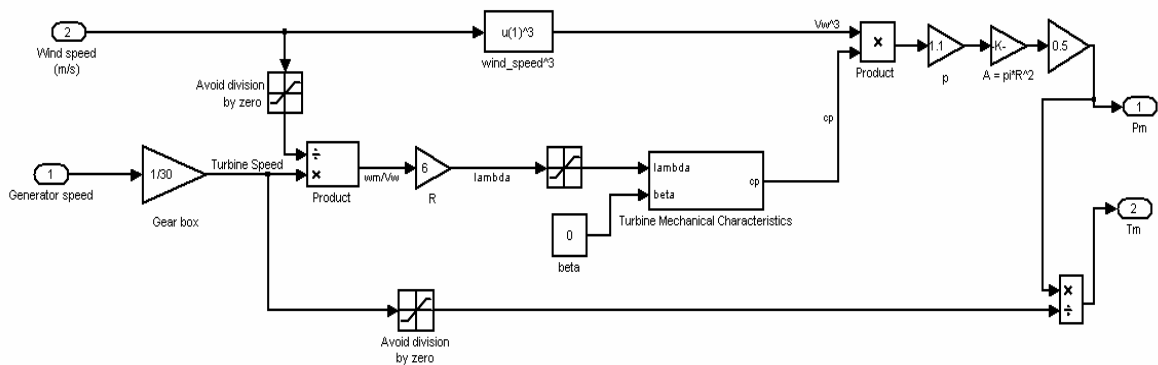 2
Wind speed
(m/s)
u(1)^3
wind_speed^3
Vw^3
×
Product
1.1
p
-K-
A = pi*R^2
0.5
1
Pm
Avoid division
by zero
cp
1
Generator speed
1/30
Gear box
Turbine Speed
÷
×
Product
wm/Vw
6
R
lambda
lambda
beta
cp
Turbine Mechanical Characteristics
0
beta
2
Tm
×
÷
Avoid division
by zero